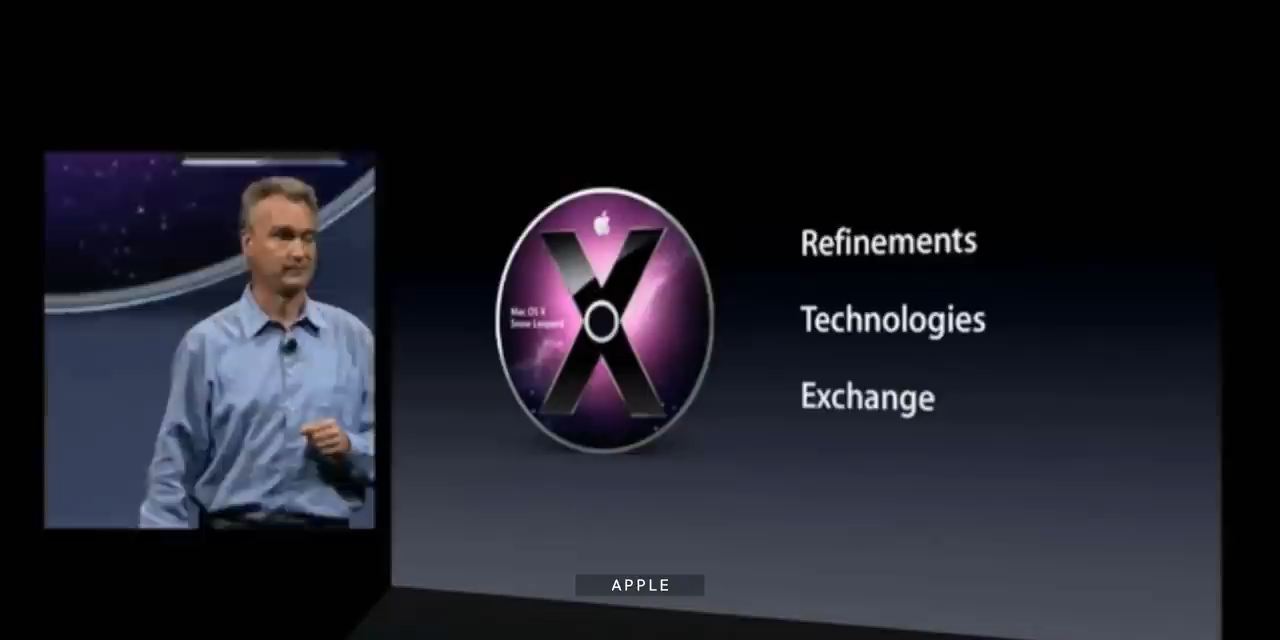 Mac OS X
Snow Leopard
Refinements
Technologies
Exchange
APPLE